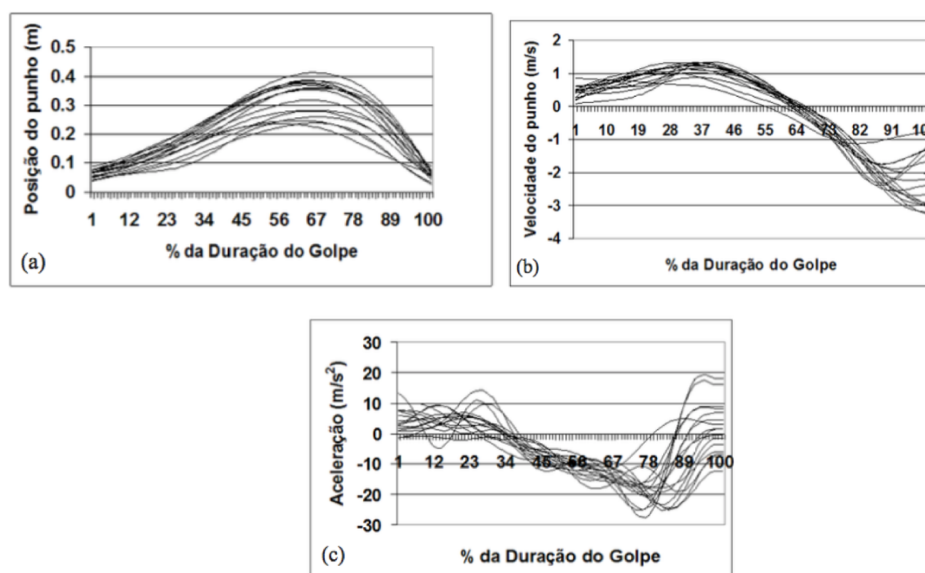 Posição do punho (m)
0.5
0.4
0.3
0.2
0.1
0
1 12 23 34 45 56 67 78 89 100
% da Duração do Golpe
(a)
Velocidade do punho (m/s)
2
1
0
-1
-2
-3
-4
1 10 19 28 37 46 55 64 73 82 91 100
% da Duração do Golpe
(b)
Aceleração (m/s²)
30
20
10
0
-10
-20
-30
1 12 23 34 45 56 67 78 89 100
% da Duração do Golpe
(c)